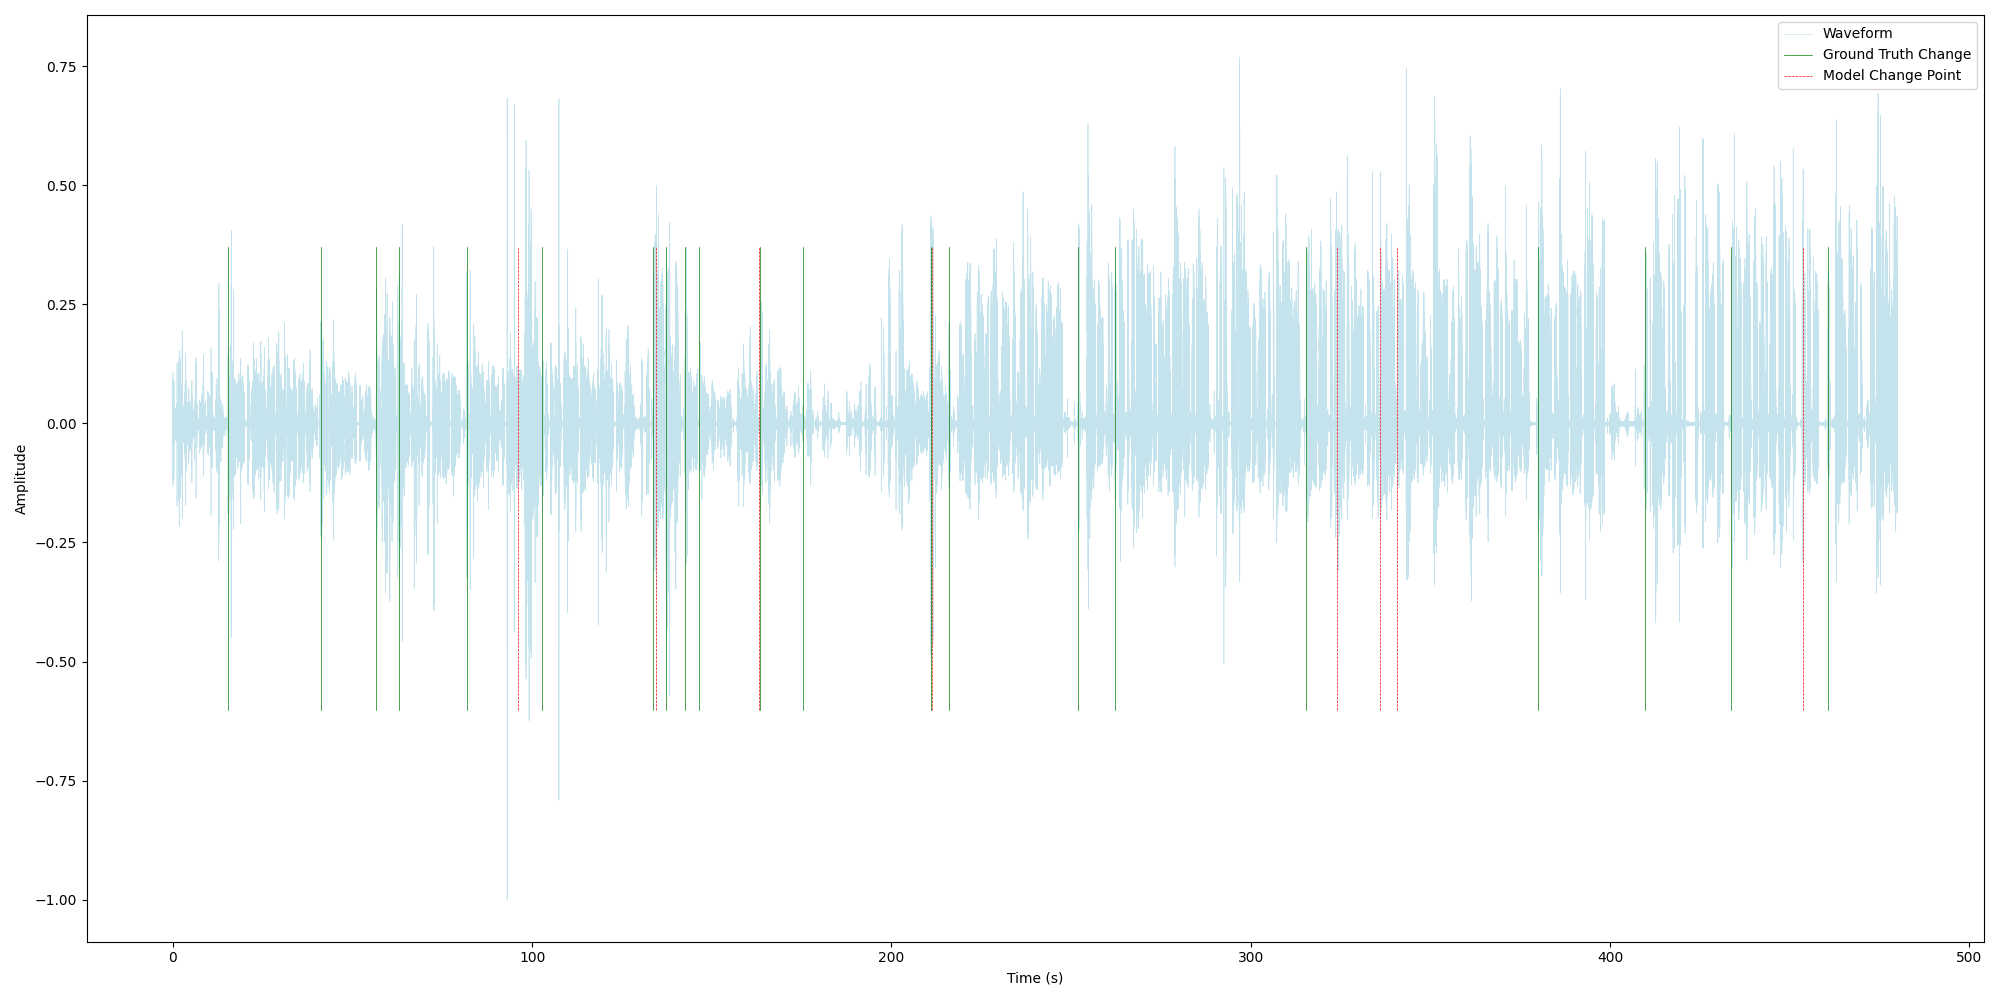 Waveform
Ground Truth Change
Model Change Point
0.75
0.50
0.25
0.00
−0.25
−0.50
−0.75
−1.00
Amplitude
0 100 200 300 400 500
Time (s)